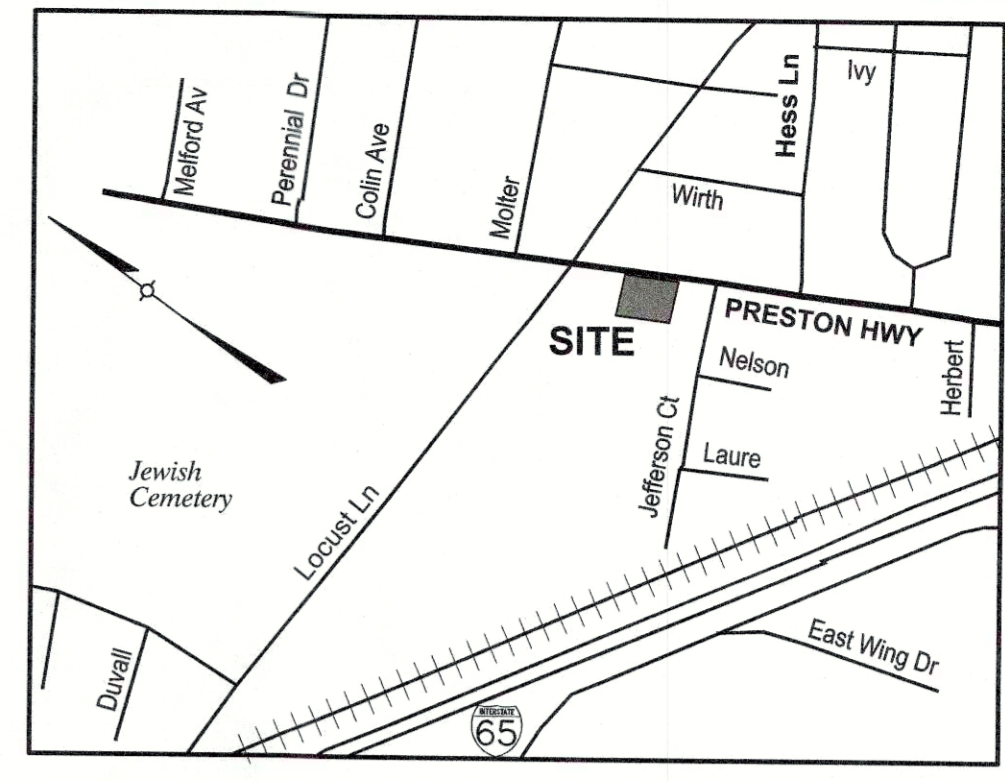 Melford Av
Perennial Dr
Colin Ave
Molter
Hess Ln
Ivy
Wirth
SITE
PRESTON HWY
Nelson
Herbert
Jefferson Ct
Laure
Jewish
Cemetery
Locust Ln
Duvall
East Wing Dr
INTERSTATE
65